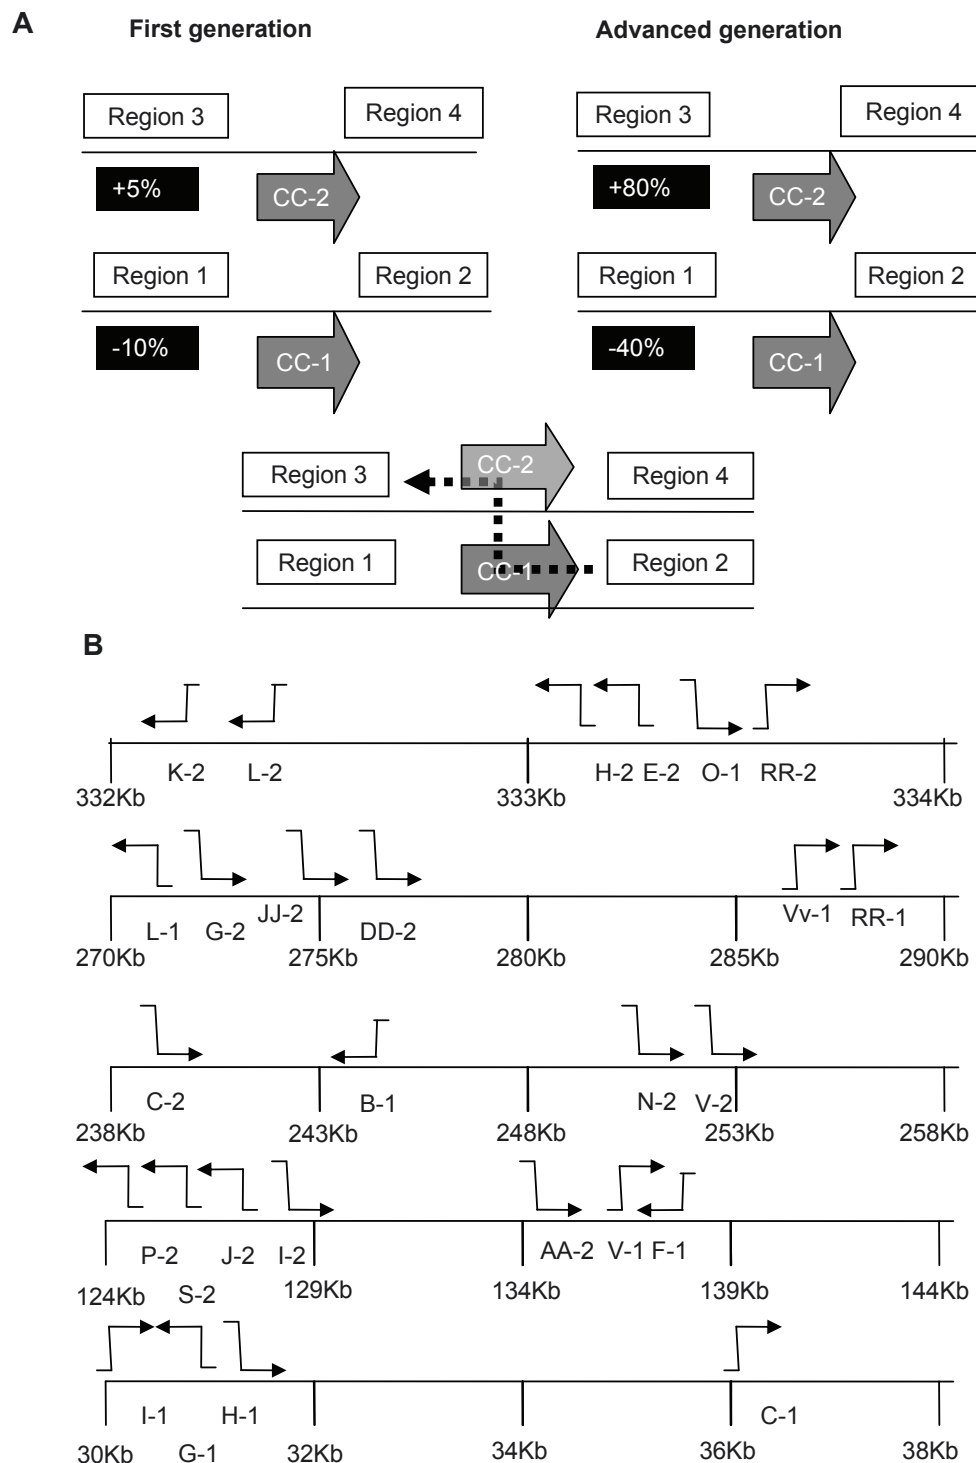 A
First generation
Advanced generation
Region 3
Region 4
Region 3
Region 4
+5%
CC-2
+80%
CC-2
Region 1
Region 2
Region 1
Region 2
-10%
CC-1
-40%
CC-1
Region 3
CC-2
Region 4
Region 1
CC-1
Region 2
B
K-2 L-2 H-2 E-2 O-1 RR-2
332Kb 333Kb 334Kb
L-1 G-2 JJ-2 DD-2 Vv-1 RR-1
270Kb 275Kb 280Kb 285Kb 290Kb
C-2 B-1 N-2 V-2
238Kb 243Kb 248Kb 253Kb 258Kb
P-2 J-2 I-2 AA-2 V-1 F-1
124Kb S-2 129Kb 134Kb 139Kb 144Kb
I-1 H-1 C-1
30Kb G-1 32Kb 34Kb 36Kb 38Kb